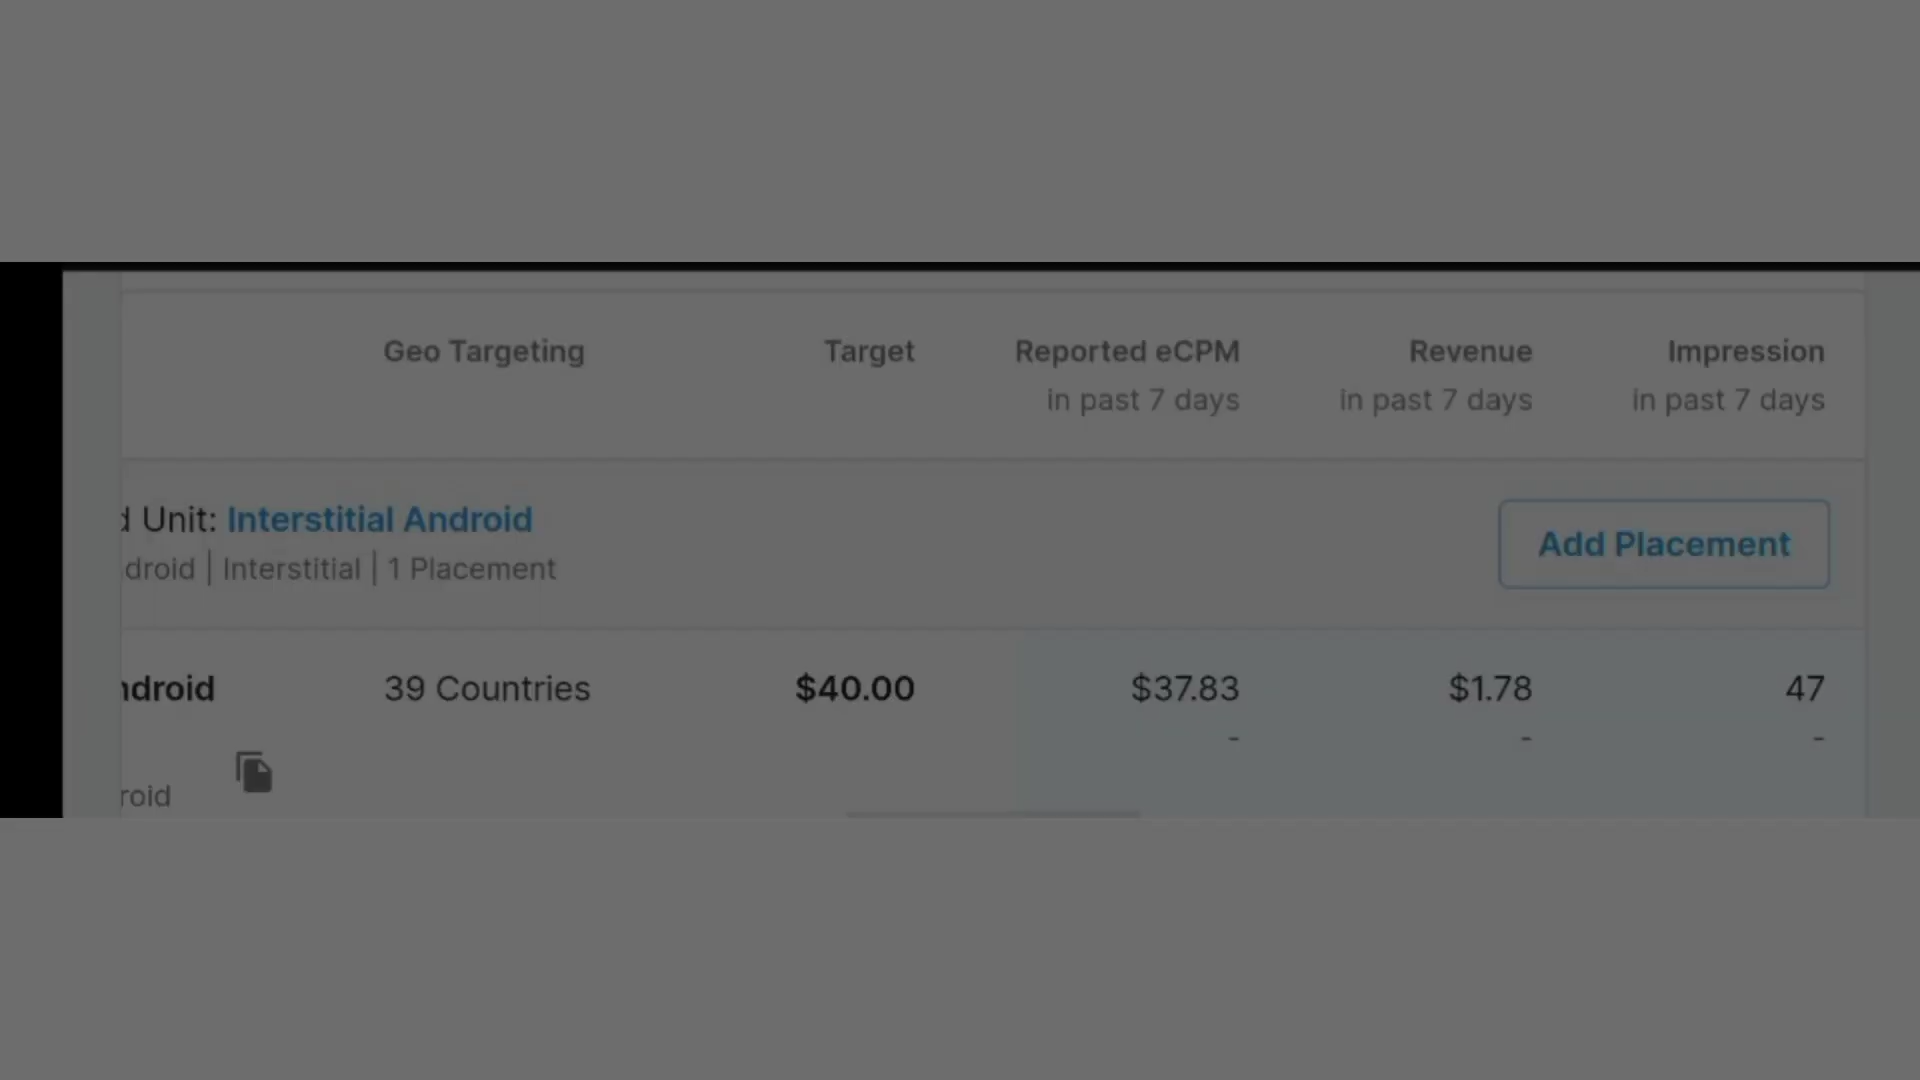 Geo Targeting Target Reported eCPM Revenue Impression
in past 7 days in past 7 days in past 7 days
Unit: Interstitial Android
Add Placement
droid | Interstitial | 1 Placement
ndroid 39 Countries $40.00 $37.83 $1.78 47
- - -
roid